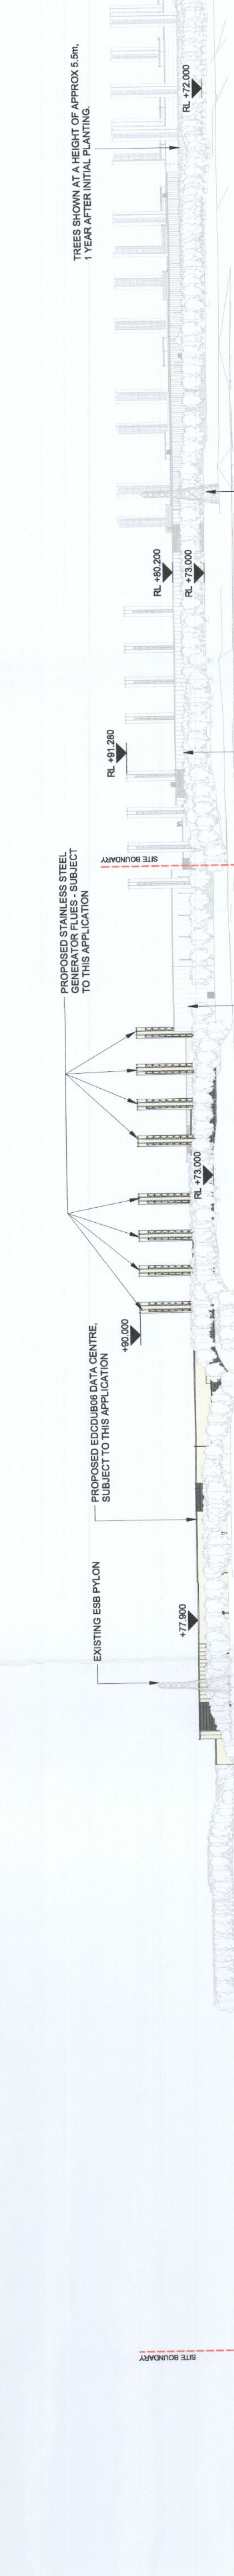 SITE BOUNDARY
EXISTING ESB PYLON
+77.900
PROPOSED EDCDUB06 DATA CENTRE,
SUBJECT TO THIS APPLICATION
+90.000
RL +73.000
PROPOSED STAINLESS STEEL
GENERATOR FLUES - SUBJECT
TO THIS APPLICATION
SITE BOUNDARY
RL +91.280
RL +80.200
RL +73.000
TREES SHOWN AT A HEIGHT OF APPROX 5.5m,
1 YEAR AFTER INITIAL PLANTING.
RL +72.000